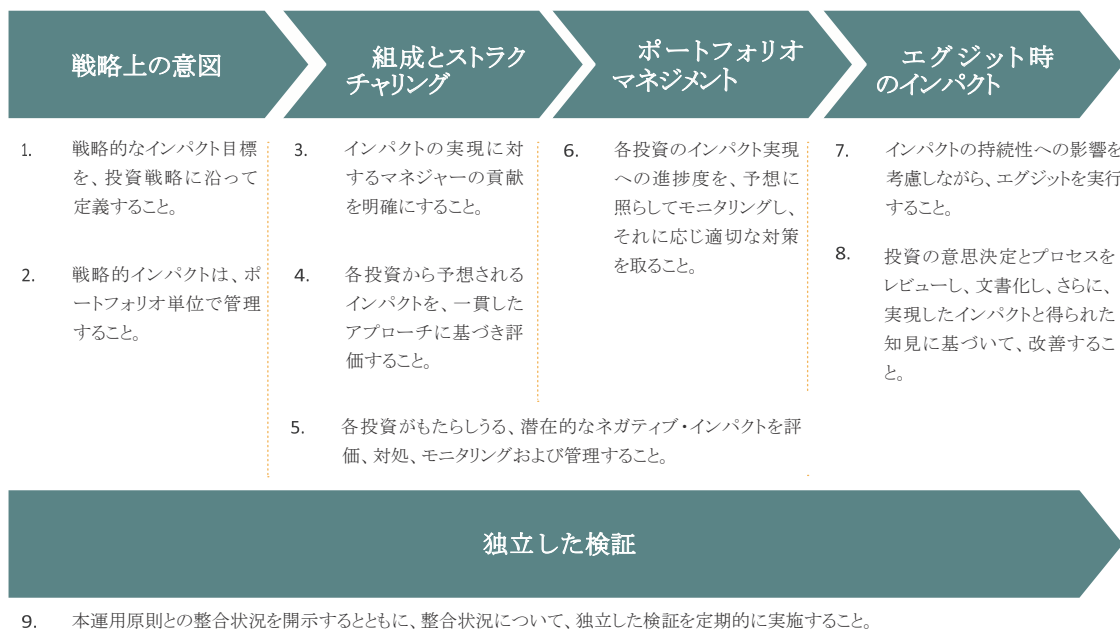 戦略上の意図
組成とストラク
チャリング
ポートフォリオ
マネジメント
エグジット時
のインパクト
1. 戦略的なインパクト目標
を、投資戦略に沿って
定義すること。
2. 戦略的インパクトは、ポ
ートフォリオ単位で管理
すること。
3. インパクトの実現に対
するマネジャーの貢献
を明確にすること。
4. 各投資から予想される
インパクトを、一貫した
アプローチに基づき評
価すること。
5. 各投資がもたらしうる、潜在的なネガティブ・インパクトを評
価、対処、モニタリングおよび管理すること。
6. 各投資のインパクト実現
への進捗度を、予想に
照らしてモニタリングし、
それに応じ適切な対策
を取ること。
7. インパクトの持続性への影響を
考慮しながら、エグジットを実行
すること。
8. 投資の意思決定とプロセスを
レビューし、文書化し、さらに、
実現したインパクトと得られた
知見に基づいて、改善するこ
と。
独立した検証
9. 本運用原則との整合状況を開示するとともに、整合状況について、独立した検証を定期的に実施すること。